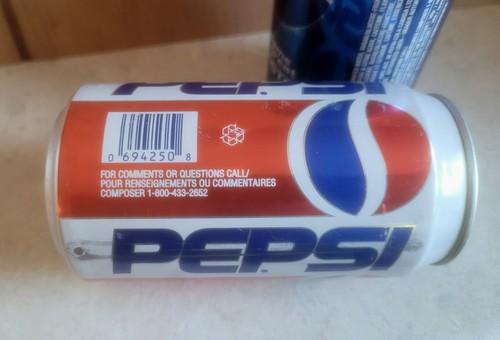 PEPSI
0 694250 8
FOR COMMENTS OR QUESTIONS CALL/
POUR RENSEIGNEMENTS OU COMMENTAIRES
COMPOSER 1-800-433-2652
PEPSI